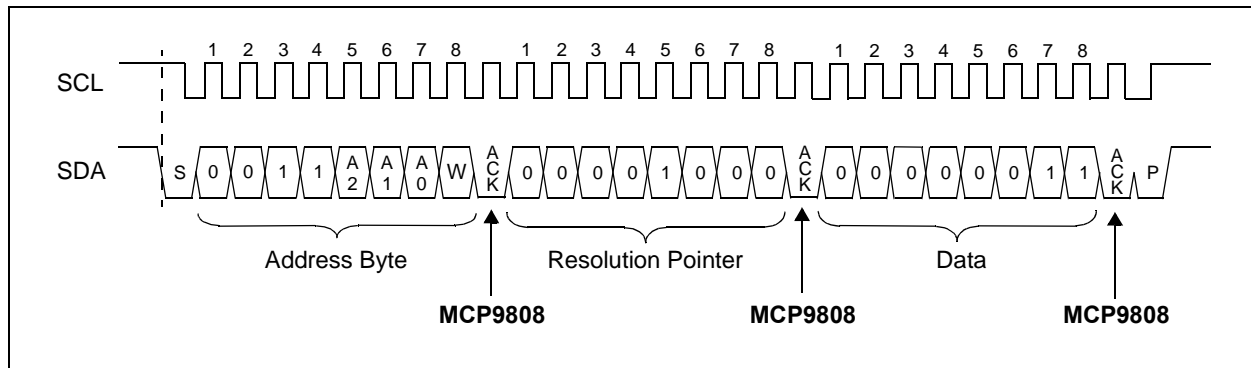 1 2 3 4 5 6 7 8 1 2 3 4 5 6 7 8 1 2 3 4 5 6 7 8
SCL
SDA S 0 0 1 1 A2 A1 A0 W ACK 0 0 0 0 1 0 0 0 ACK 0 0 0 0 0 0 1 1 ACK P
Address Byte Resolution Pointer Data
MCP9808 MCP9808 MCP9808